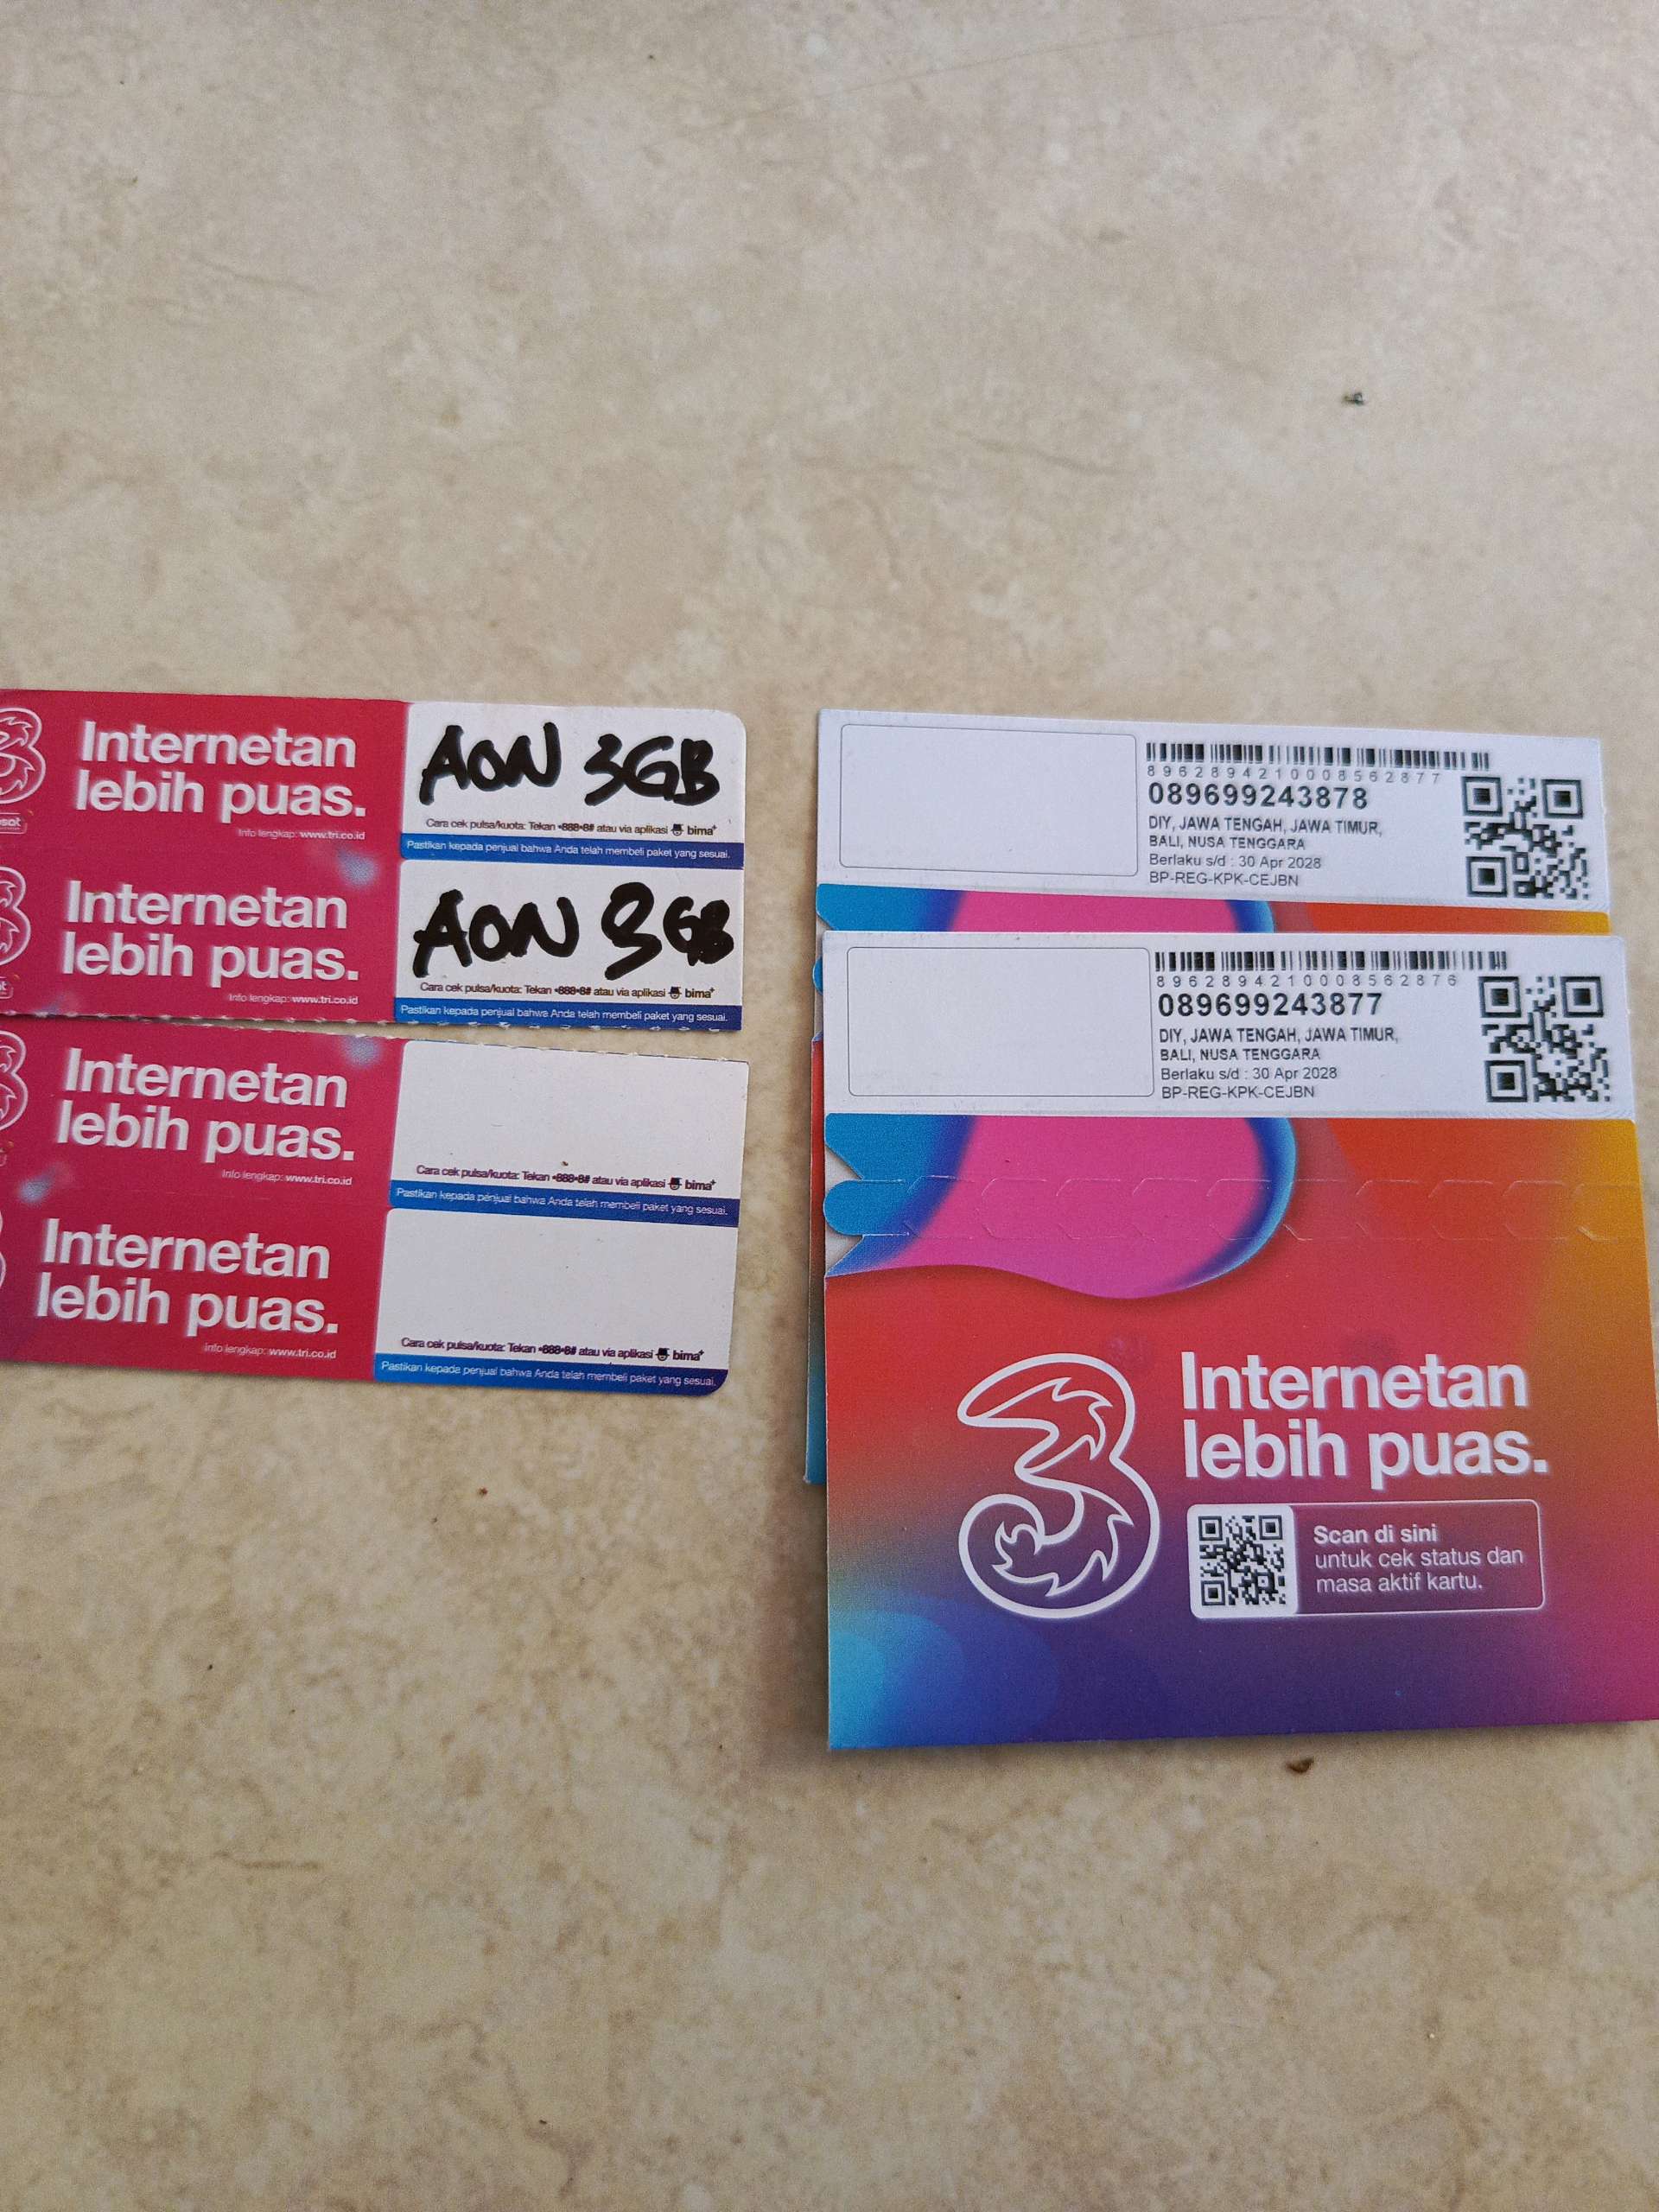 Internetan
lebih puas.
Info lengkap: www.tri.co.id
AON 3GB
Cara cek pulsa/kuota: Tekan *888*8# atau via aplikasi bima+
Pastikan kepada penjual bahwa Anda telah membeli paket yang sesuai.
Internetan
lebih puas.
Info lengkap: www.tri.co.id
AON 3GB
Cara cek pulsa/kuota: Tekan *888*8# atau via aplikasi bima+
Pastikan kepada penjual bahwa Anda telah membeli paket yang sesuai.
Internetan
lebih puas.
Info lengkap: www.tri.co.id
Cara cek pulsa/kuota: Tekan *888*8# atau via aplikasi bima+
Pastikan kepada penjual bahwa Anda telah membeli paket yang sesuai.
Internetan
lebih puas.
Info lengkap: www.tri.co.id
Cara cek pulsa/kuota: Tekan *888*8# atau via aplikasi bima+
Pastikan kepada penjual bahwa Anda telah membeli paket yang sesuai.
8962894210008562877
089699243878
DIY, JAWA TENGAH, JAWA TIMUR,
BALI, NUSA TENGGARA
Berlaku s/d : 30 Apr 2028
BP-REG-KPK-CEJBN
8962894210008562876
089699243877
DIY, JAWA TENGAH, JAWA TIMUR,
BALI, NUSA TENGGARA
Berlaku s/d : 30 Apr 2028
BP-REG-KPK-CEJBN
3
Internetan
lebih puas.
Scan di sini
untuk cek status dan
masa aktif kartu.